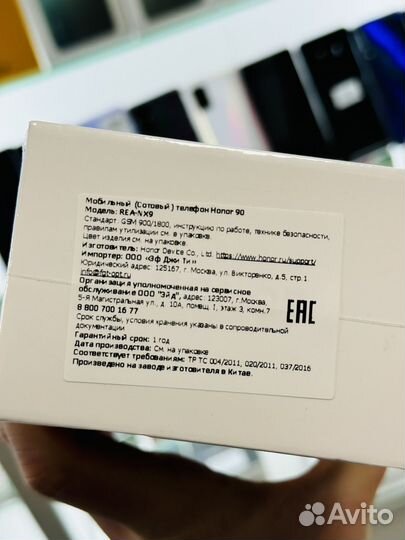 Мобильный (Сотовый) телефон Honor 90
Модель: REA-NX9
Стандарт: GSM 900/1800, инструкцию по работе, технике безопасности,
правилам утилизации см. в упаковке.
Цвет изделия см. на упаковке.
Изготовитель: Honor Device Co., Ltd. https://www.honor.ru/support/
Импортер: ООО «Эф Джи Ти»
Юридический адрес: 125167, г. Москва, ул. Викторенко, д.5, стр.1
info@fgt-opt.ru
Организация уполномоченная на сервисное
обслуживание ООО "Зйд", адрес: 123007, г.Москва,
5-Я Магистральная ул., д. 10А, помещ. 1, этаж 3, комн.7
8 800 700 16 77
Срок службы, условия хранения указаны в сопроводительной
документации.
Гарантийный срок: 1 год
Дата производства: См. на упаковке
Соответствует требованиям: ТР ТС 004/2011, 020/2011, 037/2016
Произведено на заводе изготовителя в Китае.
EAC
Avito